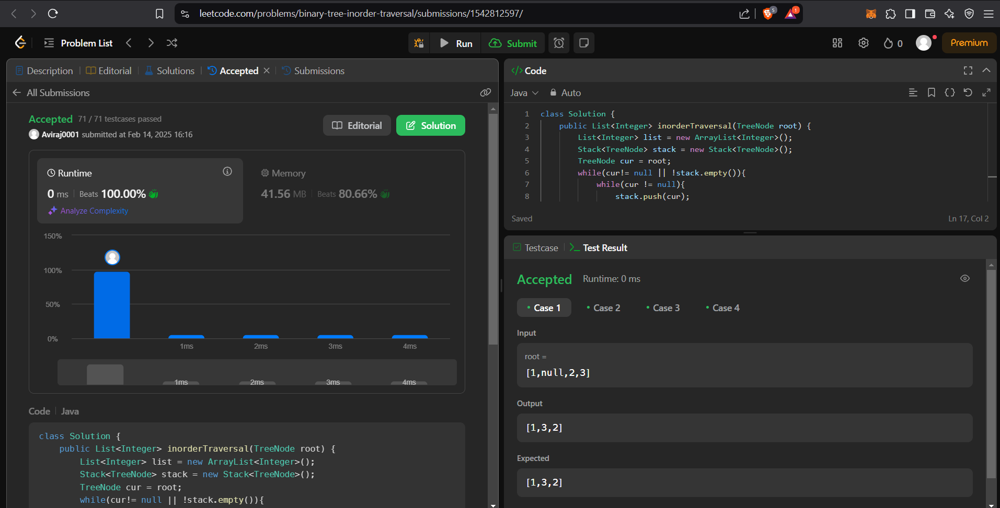 leetcode.com/problems/binary-tree-inorder-traversal/submissions/1542812597/
5
1
Problem List
Run
Submit
0
Premium
Description
Editorial
Solutions
Accepted
Submissions
All Submissions
Accepted 71 / 71 testcases passed
Aviraj0001 submitted at Feb 14, 2025 16:16
Editorial
Solution
Runtime
0 ms Beats 100.00%
Analyze Complexity
Memory
41.56 MB Beats 80.66%
150%
100%
50%
0%
1ms 2ms 3ms 4ms
1ms 2ms 3ms 4ms
Code Java
class Solution {
    public List<Integer> inorderTraversal(TreeNode root) {
        List<Integer> list = new ArrayList<Integer>();
        Stack<TreeNode> stack = new Stack<TreeNode>();
        TreeNode cur = root;
        while(cur!= null || !stack.empty()){
</> Code
Java
Auto
1 class Solution {
2     public List<Integer> inorderTraversal(TreeNode root) {
3         List<Integer> list = new ArrayList<Integer>();
4         Stack<TreeNode> stack = new Stack<TreeNode>();
5         TreeNode cur = root;
6         while(cur!= null || !stack.empty()){
7             while(cur != null){
8                 stack.push(cur);
Saved
Ln 17, Col 2
Testcase
Test Result
Accepted Runtime: 0 ms
Case 1 Case 2 Case 3 Case 4
Input
root =
[1,null,2,3]
Output
[1,3,2]
Expected
[1,3,2]